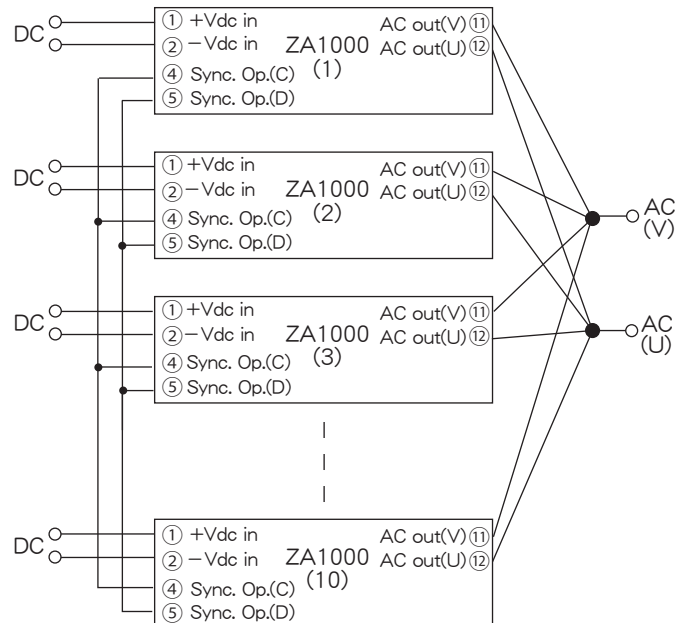 DC
① +Vdc in
② −Vdc in
④ Sync. Op.(C)
⑤ Sync. Op.(D)
ZA1000
(1)
AC out(V)⑪
AC out(U)⑫
DC
① +Vdc in
② −Vdc in
④ Sync. Op.(C)
⑤ Sync. Op.(D)
ZA1000
(2)
AC out(V)⑪
AC out(U)⑫
AC
(V)
DC
① +Vdc in
② −Vdc in
④ Sync. Op.(C)
⑤ Sync. Op.(D)
ZA1000
(3)
AC out(V)⑪
AC out(U)⑫
AC
(U)
DC
① +Vdc in
② −Vdc in
④ Sync. Op.(C)
⑤ Sync. Op.(D)
ZA1000
(10)
AC out(V)⑪
AC out(U)⑫